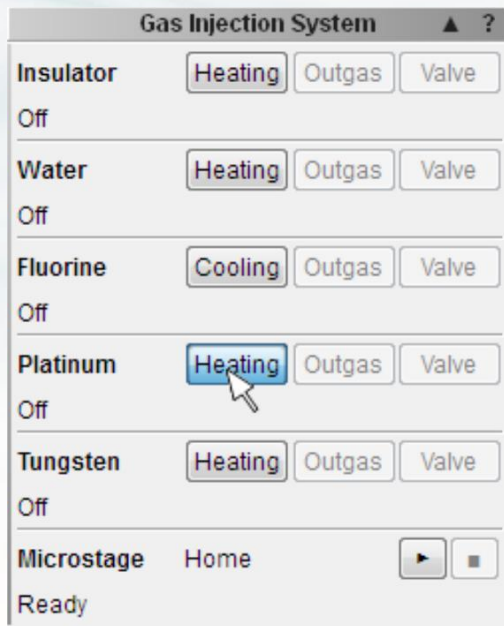 Gas Injection System ▲ ?
Insulator Heating Outgas Valve
Off
Water Heating Outgas Valve
Off
Fluorine Cooling Outgas Valve
Off
Platinum Heating Outgas Valve
Off
Tungsten Heating Outgas Valve
Off
Microstage Home
Ready